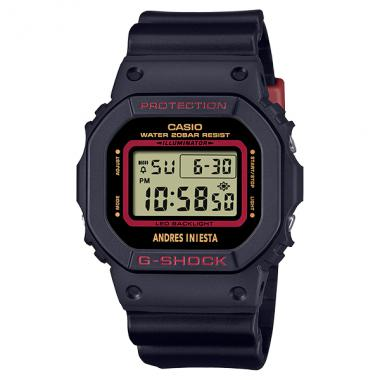 PROTECTION
CASIO
WATER 20BAR RESIST
ILLUMINATOR
ADJUST
START/STOP
SU 6-30
PM
10:58 50
MODE
LIGHT
LED BACKLIGHT
ANDRES INIESTA
G-SHOCK